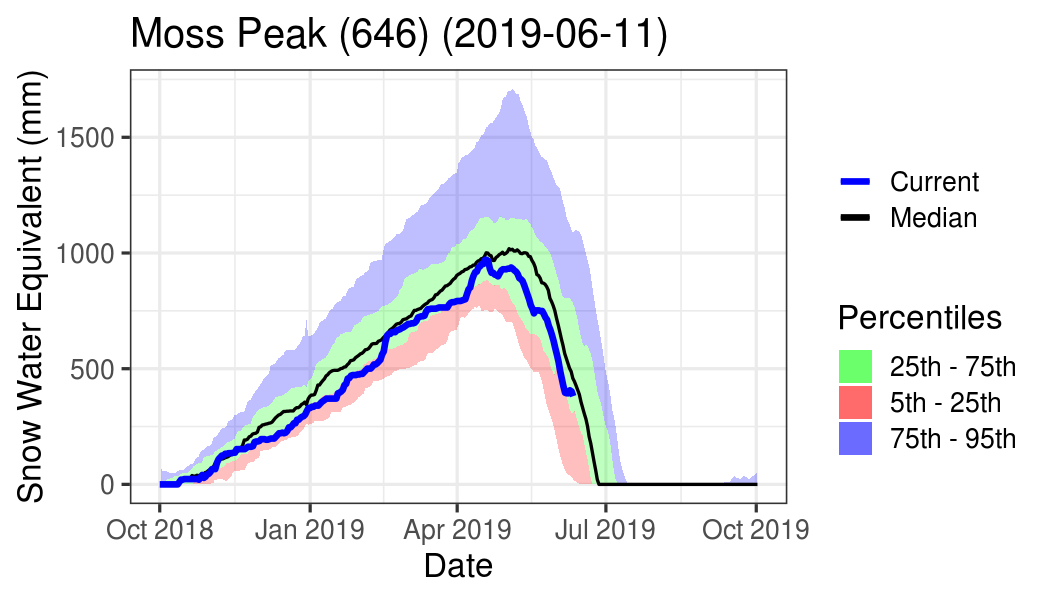 Moss Peak (646) (2019-06-11)
Snow Water Equivalent (mm)
1500
1000
500
0
Oct 2018
Jan 2019
Apr 2019
Jul 2019
Oct 2019
Date
Current
Median
Percentiles
25th - 75th
5th - 25th
75th - 95th